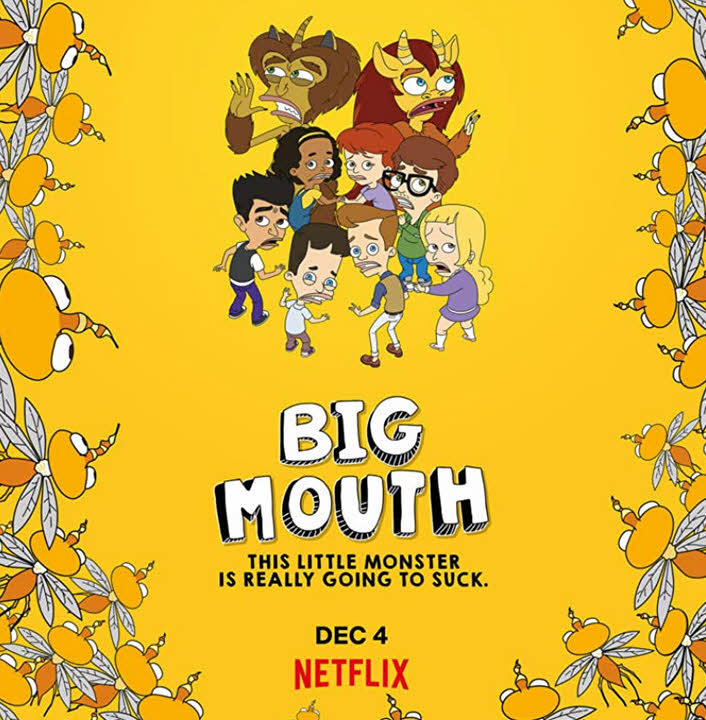 BIG
MOUTH
THIS LITTLE MONSTER
IS REALLY GOING TO SUCK.
DEC 4
NETFLIX